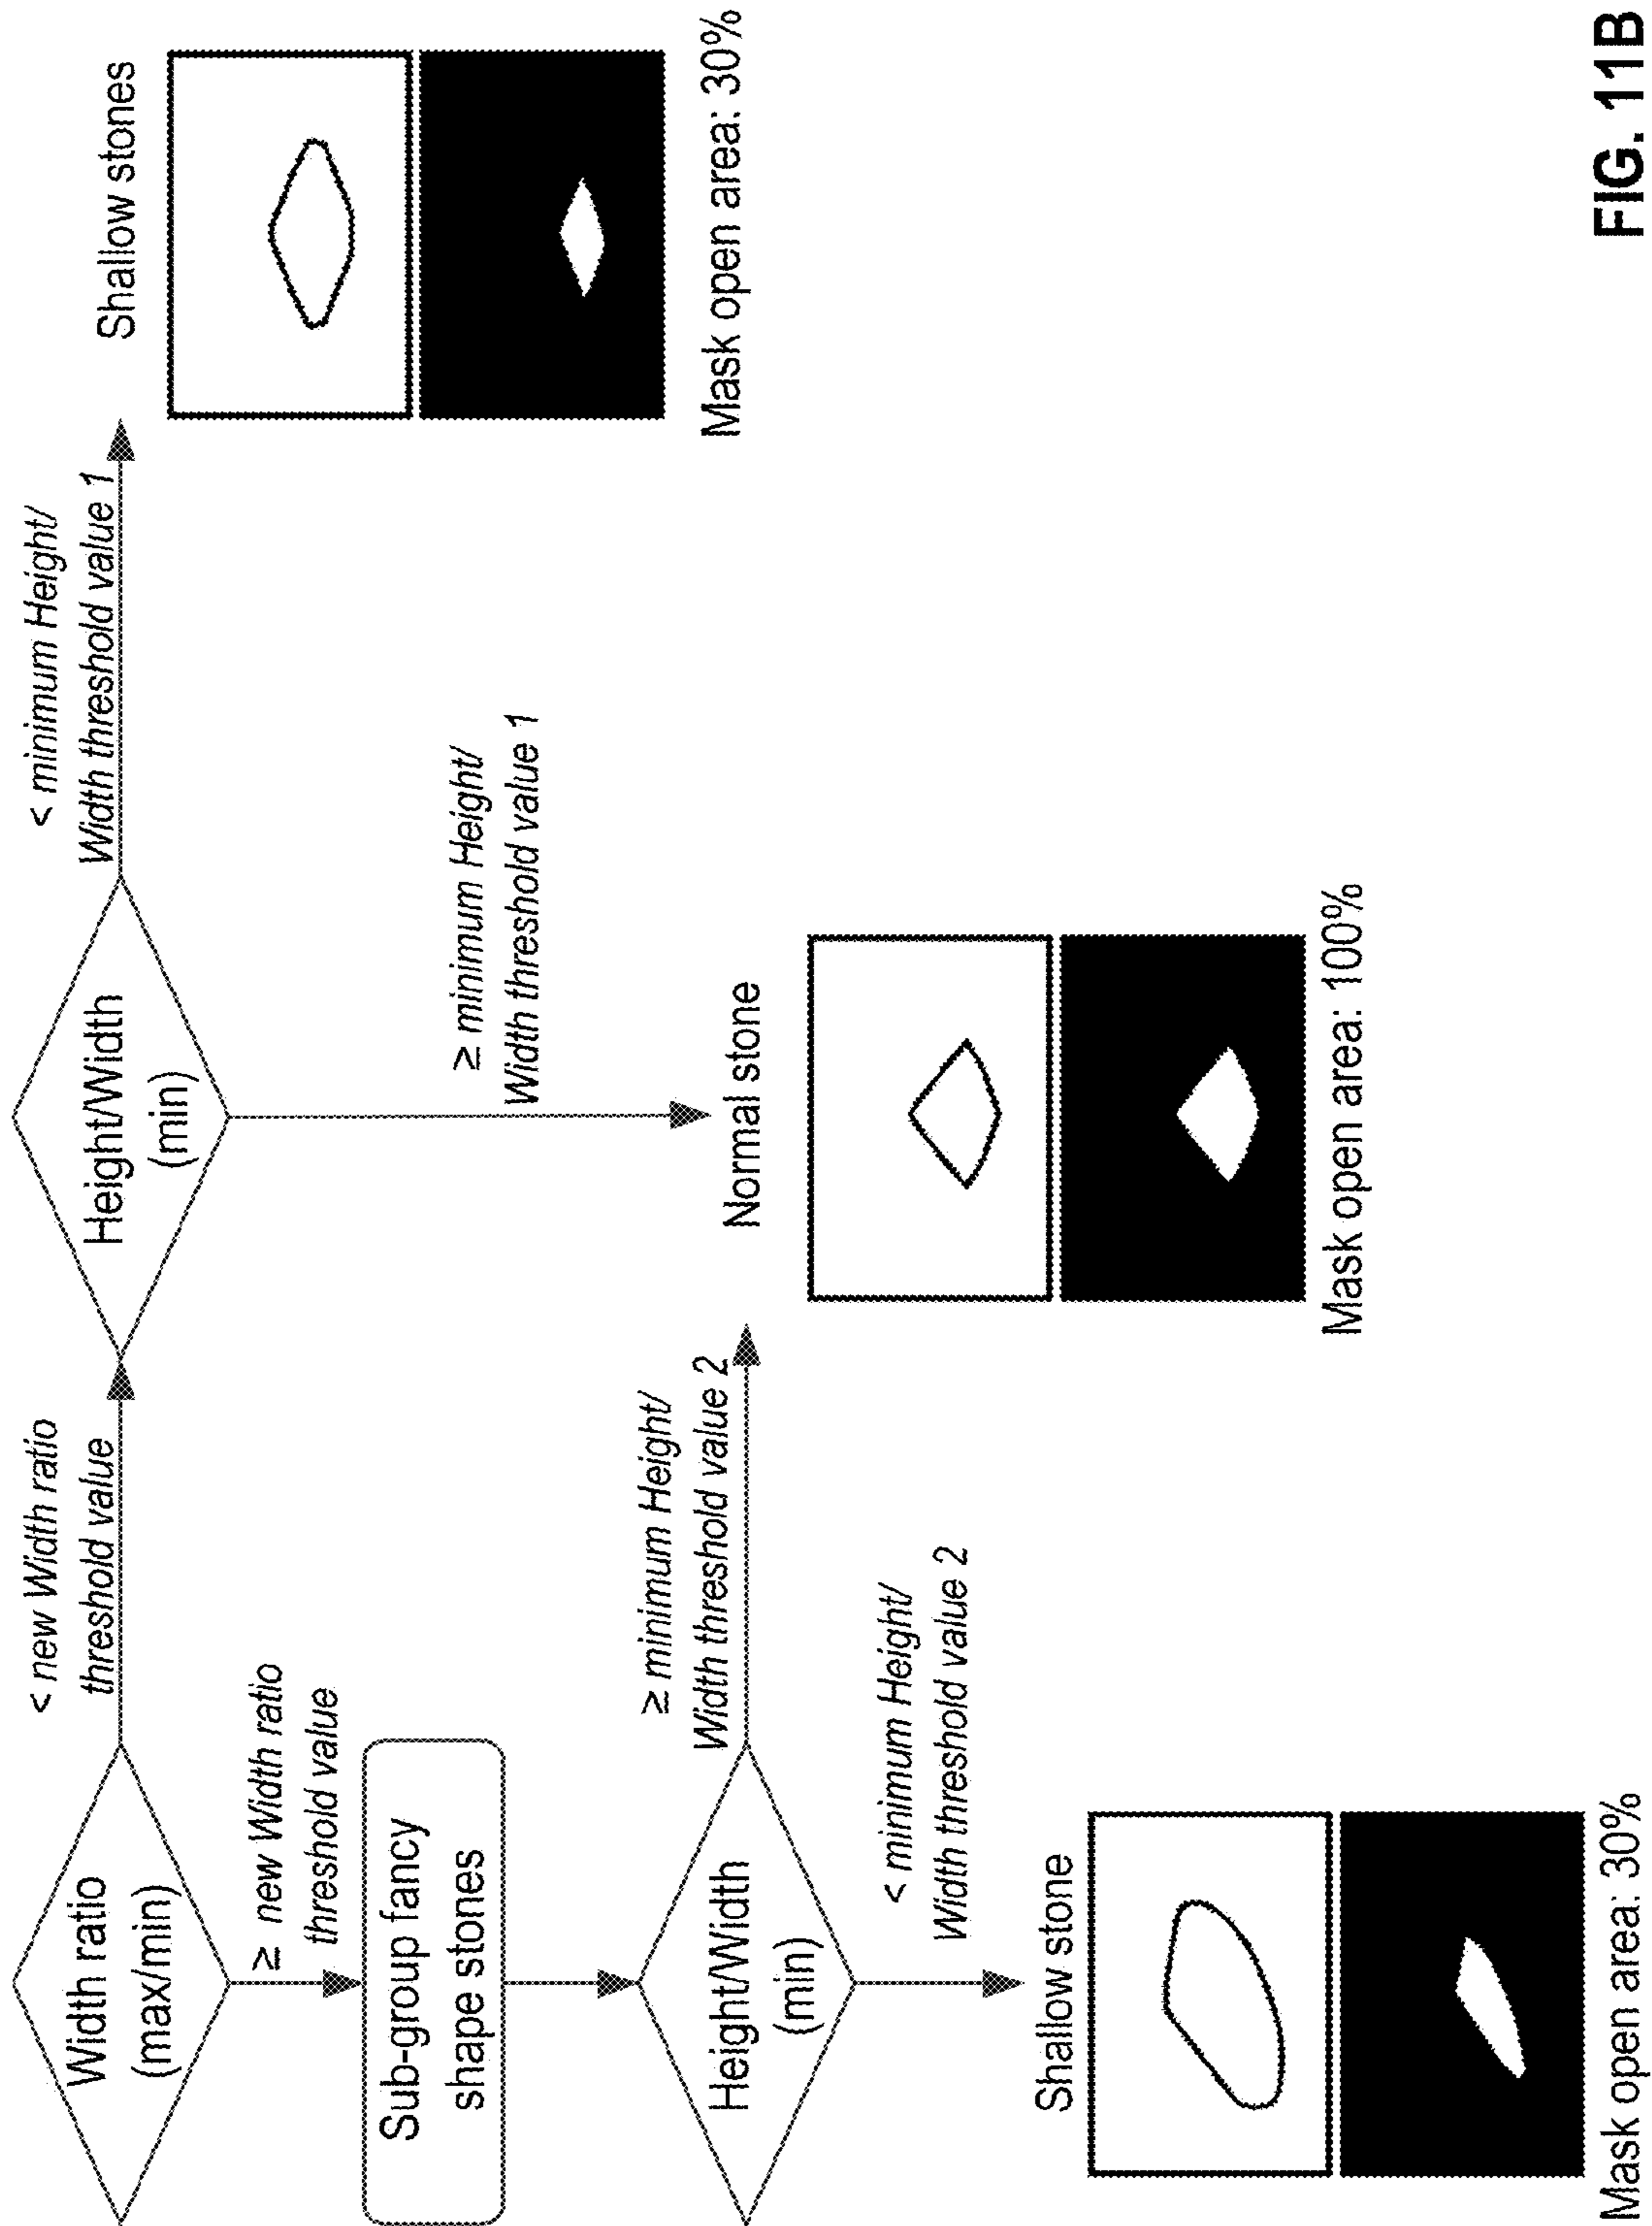 Width ratio
(max/min)
< new Width ratio
threshold value
Height/Width
(min)
< minimum Height/
Width threshold value 1
Shallow stones
Mask open area: 30%
≥ new Width ratio
threshold value
Sub-group fancy
shape stones
≥ minimum Height/
Width threshold value 1
Height/Width
(min)
≥ minimum Height/
Width threshold value 2
Normal stone
Mask open area: 100%
< minimum Height/
Width threshold value 2
Shallow stone
Mask open area: 30%
FIG. 11B